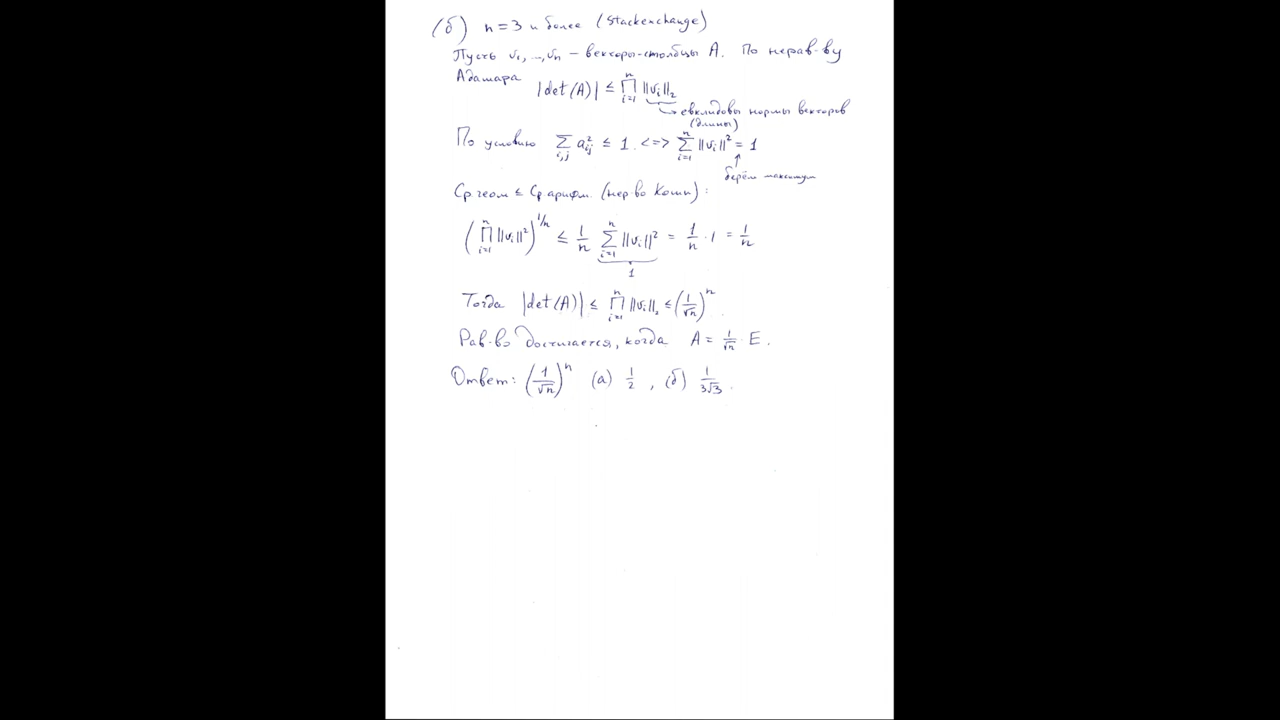 (б) n = 3 и более (Stackexchange)
Пусть v₁, ..., vₙ – векторы-столбцы A. По нерав-ву
Адамара |det(A)| ≤ ∏ᵢ₌₁ⁿ ||vᵢ||₂
→ евклидовы нормы векторов
(длины)
По условию ∑ᵢ,ⱼ aᵢⱼ² ≤ 1. <=> ∑ᵢ₌₁ⁿ ||vᵢ||² = 1
берём максимум
Ср. геом ≤ Ср арифм. (нер-во Коши):
(∏ᵢ₌₁ⁿ ||vᵢ||²)^{1/n} ≤ 1/n ∑ᵢ₌₁ⁿ ||vᵢ||² = 1/n · 1 = 1/n
1
Тогда |det(A)| ≤ ∏ᵢ₌₁ⁿ ||vᵢ||₂ ≤ (1/√n)ⁿ.
Рав-во достигается, когда A = 1/√n · E.
Ответ: (1/√n)ⁿ (а) 1/2, (б) 1/3√3.